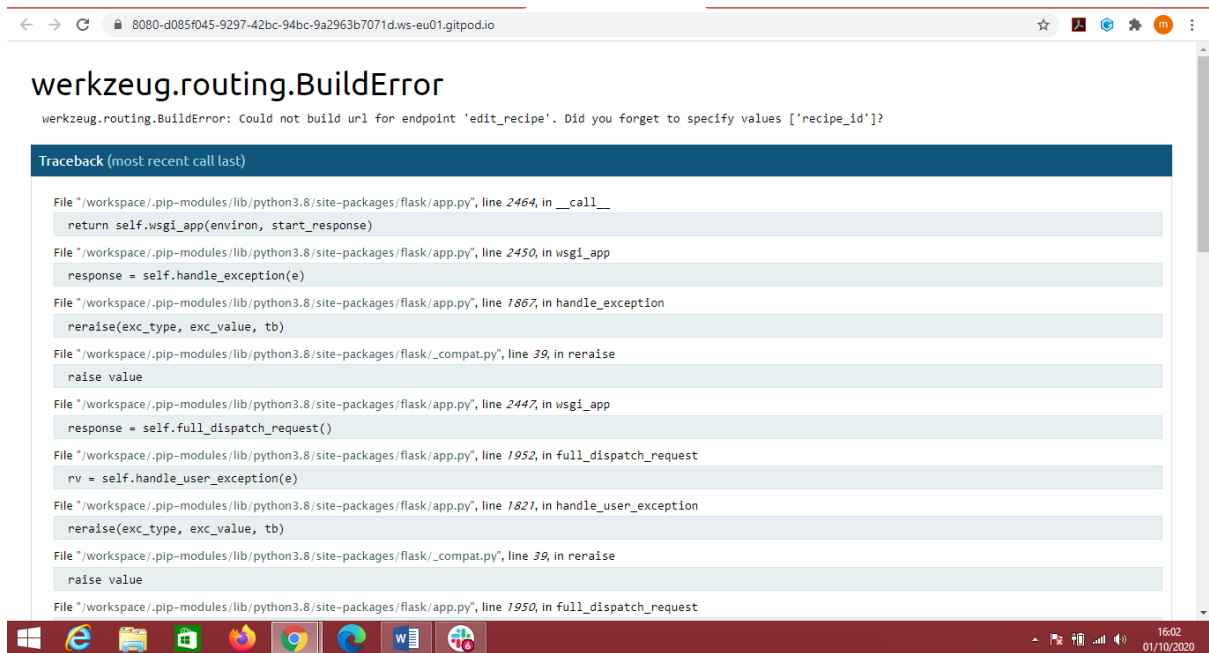 8080-d085f045-9297-42bc-94bc-9a2963b7071d.ws-eu01.gitpod.io
m
werkzeug.routing.BuildError
werkzeug.routing.BuildError: Could not build url for endpoint 'edit_recipe'. Did you forget to specify values ['recipe_id']?
Traceback (most recent call last)
File "/workspace/.pip-modules/lib/python3.8/site-packages/flask/app.py", line 2464, in __call__
return self.wsgi_app(environ, start_response)
File "/workspace/.pip-modules/lib/python3.8/site-packages/flask/app.py", line 2450, in wsgi_app
response = self.handle_exception(e)
File "/workspace/.pip-modules/lib/python3.8/site-packages/flask/app.py", line 1867, in handle_exception
reraise(exc_type, exc_value, tb)
File "/workspace/.pip-modules/lib/python3.8/site-packages/flask/_compat.py", line 39, in reraise
raise value
File "/workspace/.pip-modules/lib/python3.8/site-packages/flask/app.py", line 2447, in wsgi_app
response = self.full_dispatch_request()
File "/workspace/.pip-modules/lib/python3.8/site-packages/flask/app.py", line 1952, in full_dispatch_request
rv = self.handle_user_exception(e)
File "/workspace/.pip-modules/lib/python3.8/site-packages/flask/app.py", line 1821, in handle_user_exception
reraise(exc_type, exc_value, tb)
File "/workspace/.pip-modules/lib/python3.8/site-packages/flask/_compat.py", line 39, in reraise
raise value
File "/workspace/.pip-modules/lib/python3.8/site-packages/flask/app.py", line 1950, in full_dispatch_request
16:02
01/10/2020